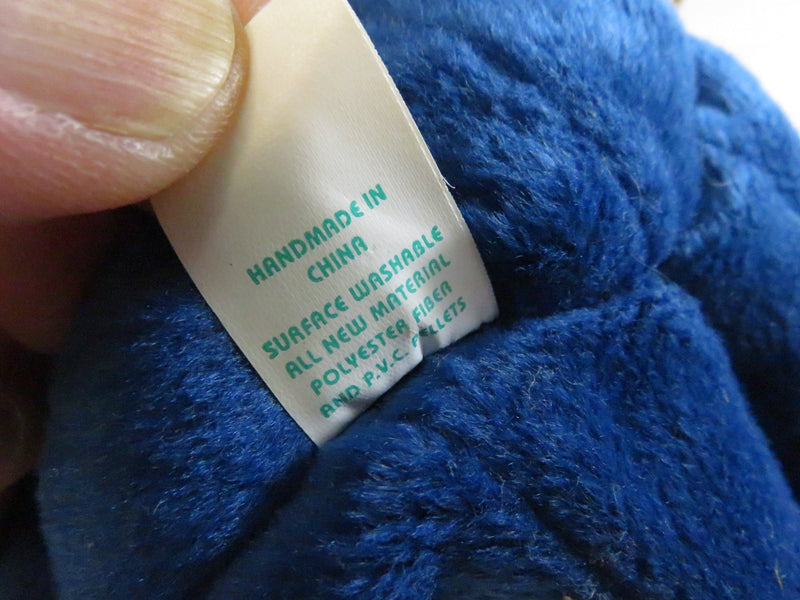 HANDMADE IN
CHINA
SURFACE WASHABLE
ALL NEW MATERIAL
POLYESTER FIBER
AND P.V.C. PELLETS